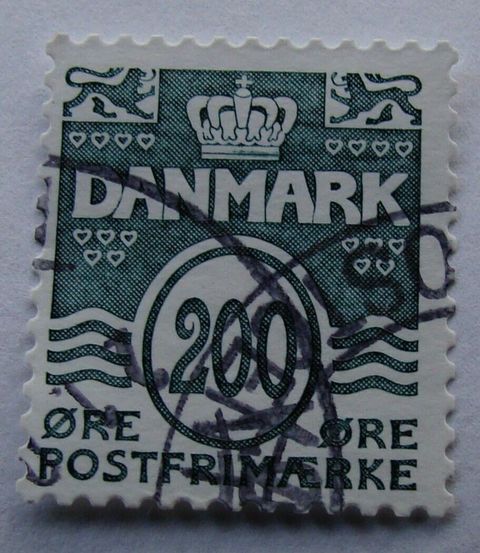 DANMARK
200
ØRE ØRE
POSTFRIMÆRKE